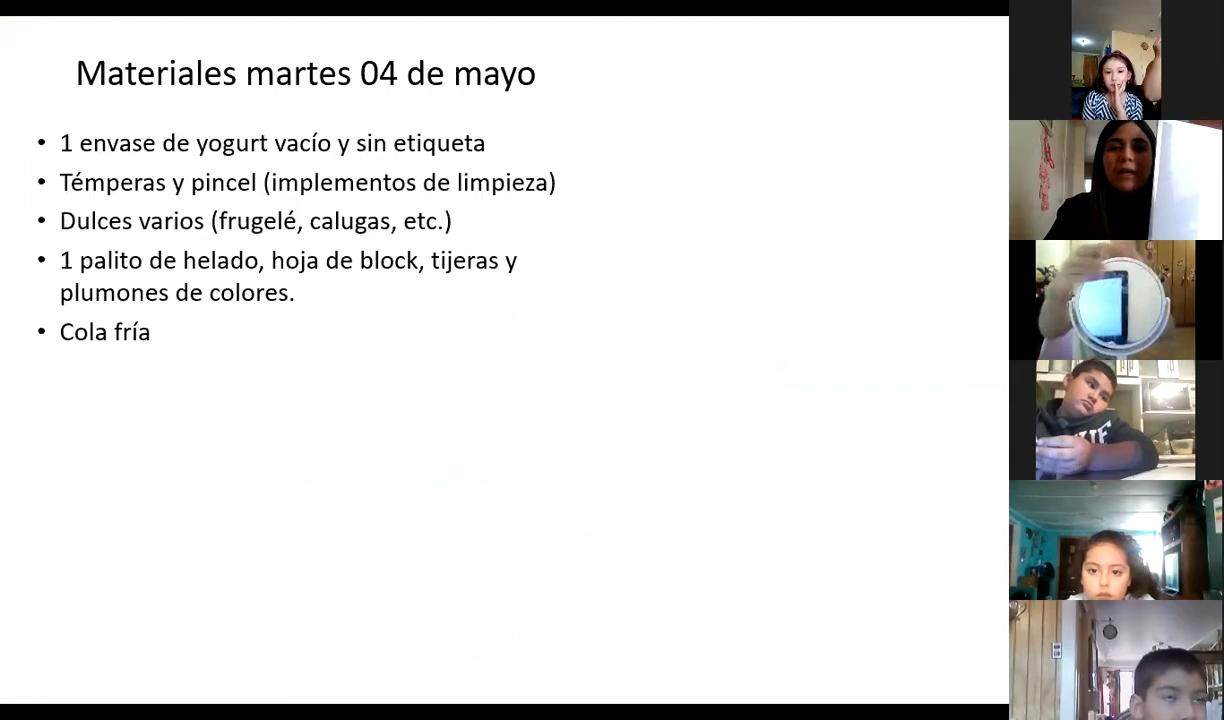 Materiales martes 04 de mayo
• 1 envase de yogurt vacío y sin etiqueta
• Témperas y pincel (implementos de limpieza)
• Dulces varios (frugelé, calugas, etc.)
• 1 palito de helado, hoja de block, tijeras y
plumones de colores.
• Cola fría